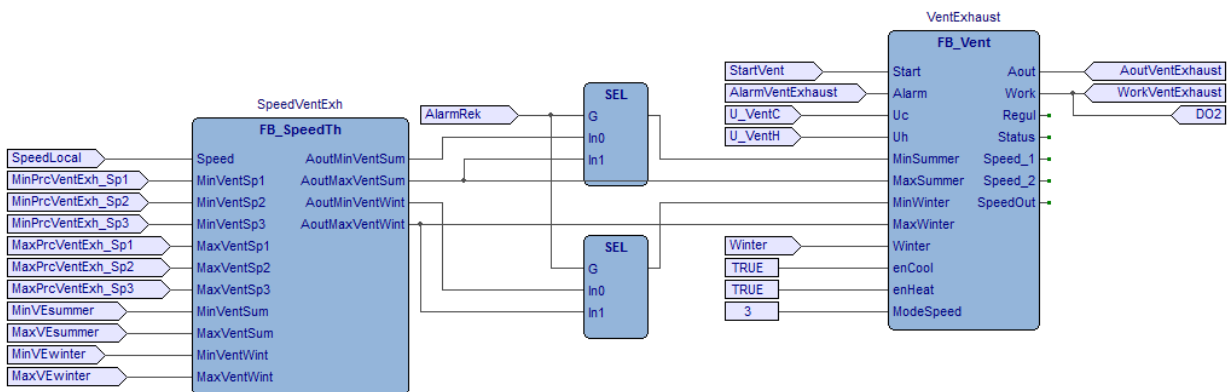 VentExhaust
FB_Vent
StartVent
Start
Aout
AoutVentExhaust
AlarmVentExhaust
Alarm
Work
WorkVentExhaust
U_VentC
Uc
Regul
DO2
U_VentH
Uh
Status
MinSummer
Speed_1
MaxSummer
Speed_2
MinWinter
SpeedOut
MaxWinter
Winter
Winter
TRUE
enCool
TRUE
enHeat
3
ModeSpeed
SEL
G
In0
In1
AlarmRek
SEL
G
In0
In1
SpeedVentExh
FB_SpeedTh
SpeedLocal
Speed
AoutMinVentSum
MinPrcVentExh_Sp1
MinVentSp1
AoutMaxVentSum
MinPrcVentExh_Sp2
MinVentSp2
AoutMinVentWint
MinPrcVentExh_Sp3
MinVentSp3
AoutMaxVentWint
MaxPrcVentExh_Sp1
MaxVentSp1
MaxPrcVentExh_Sp2
MaxVentSp2
MaxPrcVentExh_Sp3
MaxVentSp3
MinVEsummer
MinVentSum
MaxVEsummer
MaxVentSum
MinVEwinter
MinVentWint
MaxVEwinter
MaxVentWint